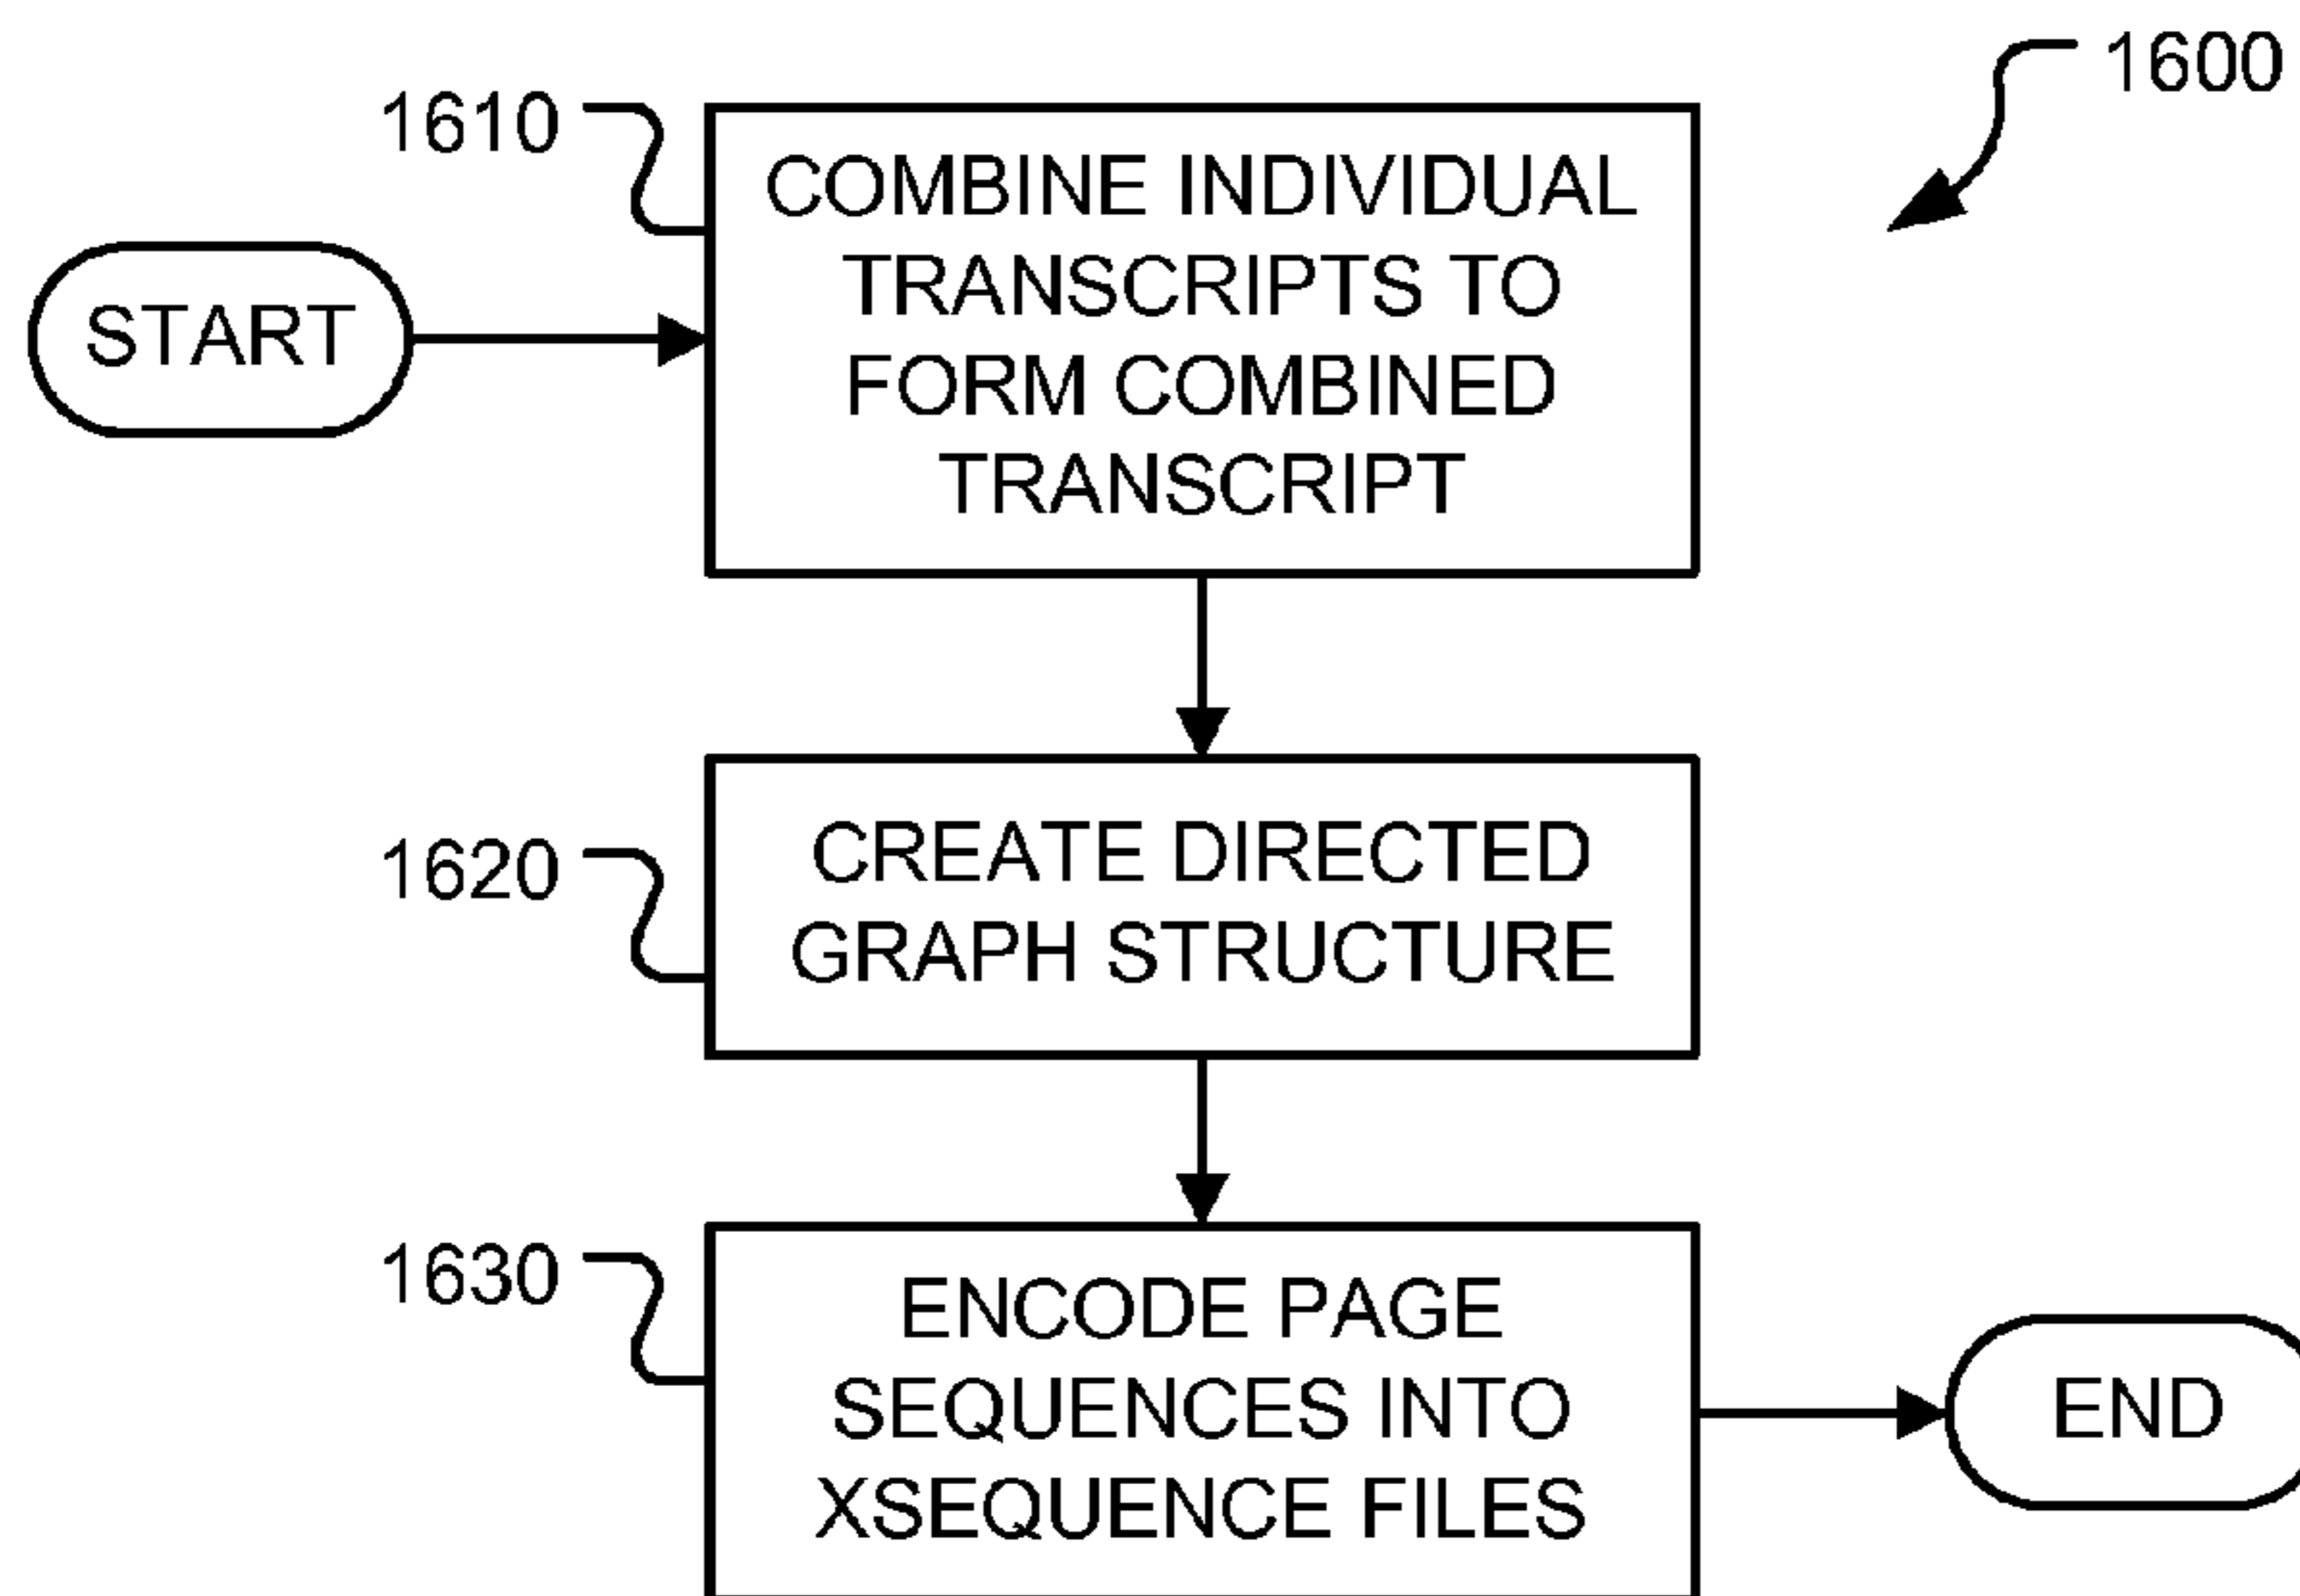 1600
1610
COMBINE INDIVIDUAL
TRANSCRIPTS TO
FORM COMBINED
TRANSCRIPT
START
1620
CREATE DIRECTED
GRAPH STRUCTURE
1630
ENCODE PAGE
SEQUENCES INTO
XSEQUENCE FILES
END